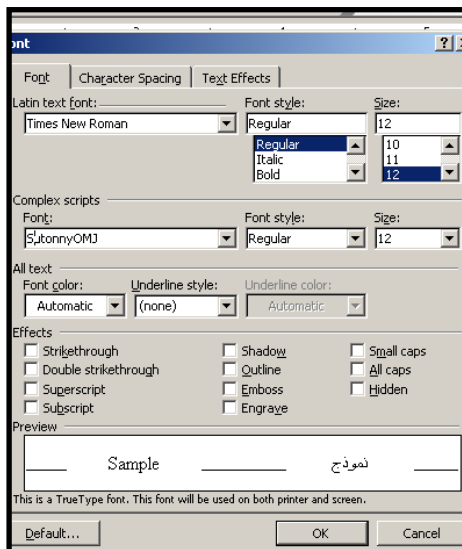 ont
Font Character Spacing Text Effects
Latin text font: Font style: Size:
Times New Roman Regular 12
Regular 10
Italic 11
Bold 12
Complex scripts
Font: Font style: Size:
SutonnyOMJ Regular 12
All text
Font color: Underline style: Underline color:
Automatic (none) Automatic
Effects
Strikethrough Shadow Small caps
Double strikethrough Outline All caps
Superscript Emboss Hidden
Subscript Engrave
Preview
Sample نموذج
This is a TrueType font. This font will be used on both printer and screen.
Default... OK Cancel